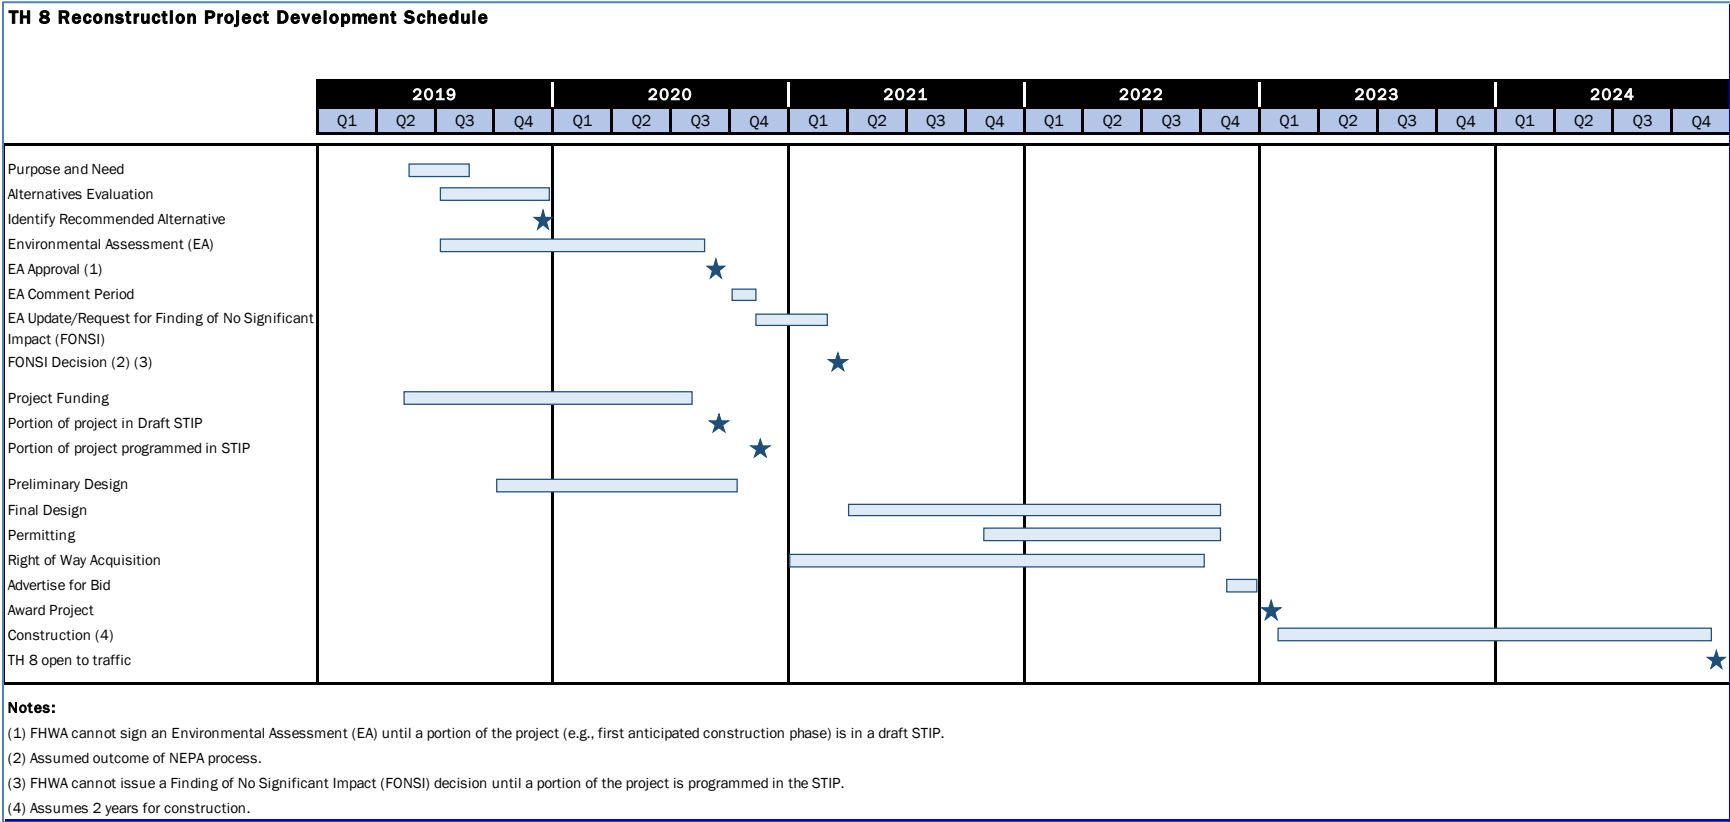 TH 8 Reconstruction Project Development Schedule
2019 2020 2021 2022 2023 2024
Q1 Q2 Q3 Q4 Q1 Q2 Q3 Q4 Q1 Q2 Q3 Q4 Q1 Q2 Q3 Q4 Q1 Q2 Q3 Q4 Q1 Q2 Q3 Q4
Purpose and Need
Alternatives Evaluation
Identify Recommended Alternative
Environmental Assessment (EA)
EA Approval (1)
EA Comment Period
EA Update/Request for Finding of No Significant
Impact (FONSI)
FONSI Decision (2) (3)
Project Funding
Portion of project in Draft STIP
Portion of project programmed in STIP
Preliminary Design
Final Design
Permitting
Right of Way Acquisition
Advertise for Bid
Award Project
Construction (4)
TH 8 open to traffic
Notes:
(1) FHWA cannot sign an Environmental Assessment (EA) until a portion of the project (e.g., first anticipated construction phase) is in a draft STIP.
(2) Assumed outcome of NEPA process.
(3) FHWA cannot issue a Finding of No Significant Impact (FONSI) decision until a portion of the project is programmed in the STIP.
(4) Assumes 2 years for construction.